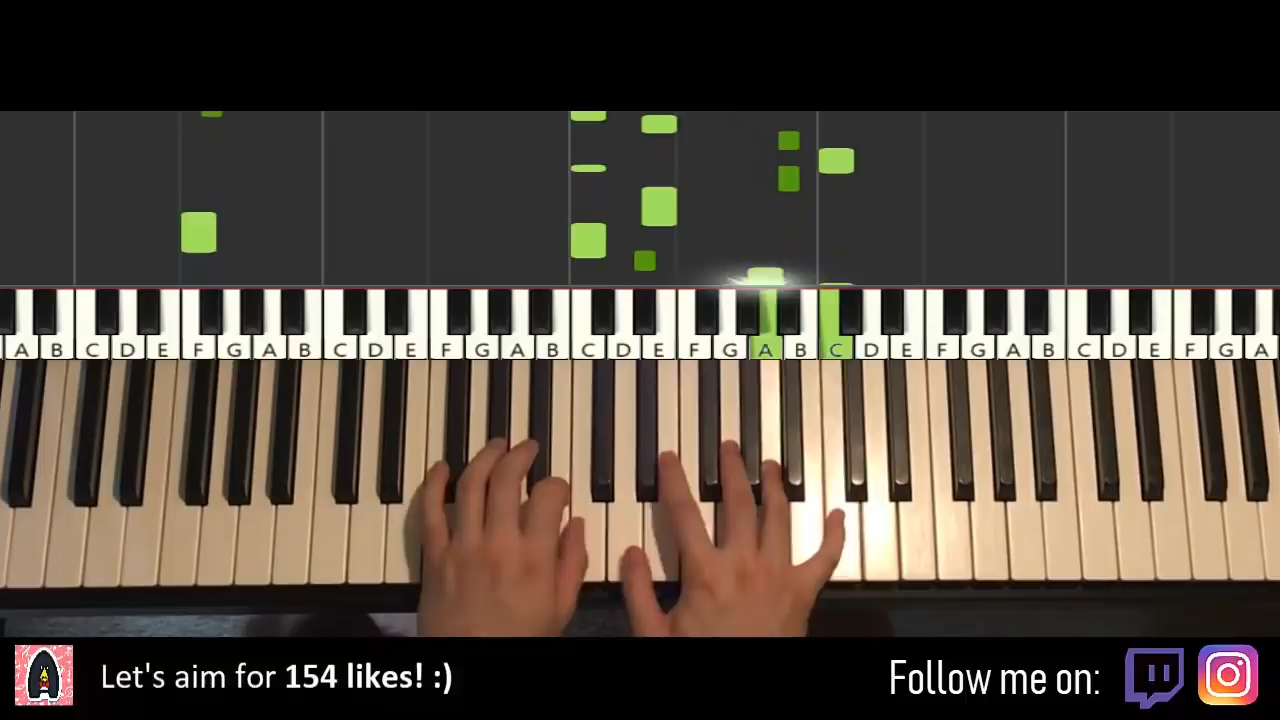 A B C D E F G A B C D E F G A B C D E F G A B C D E F G A B C D E F G A
Let's aim for 154 likes! :)
Follow me on: